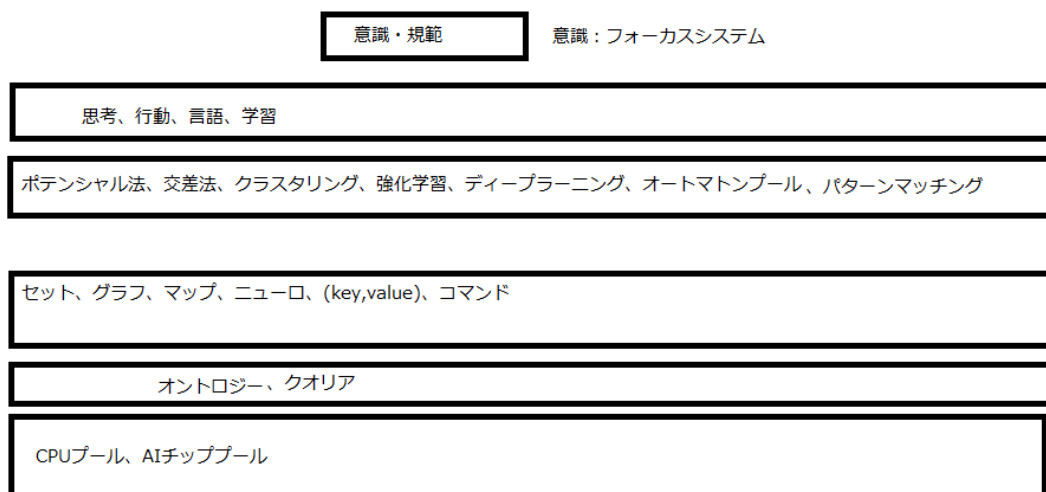 意識・規範
意識：フォーカスシステム
思考、行動、言語、学習
ポテンシャル法、交差法、クラスタリング、強化学習、ディープラーニング、オートマトンプール、パターンマッチング
セット、グラフ、マップ、ニューロ、(key,value)、コマンド
オントロジー、クオリア
CPUプール、AIチッププール